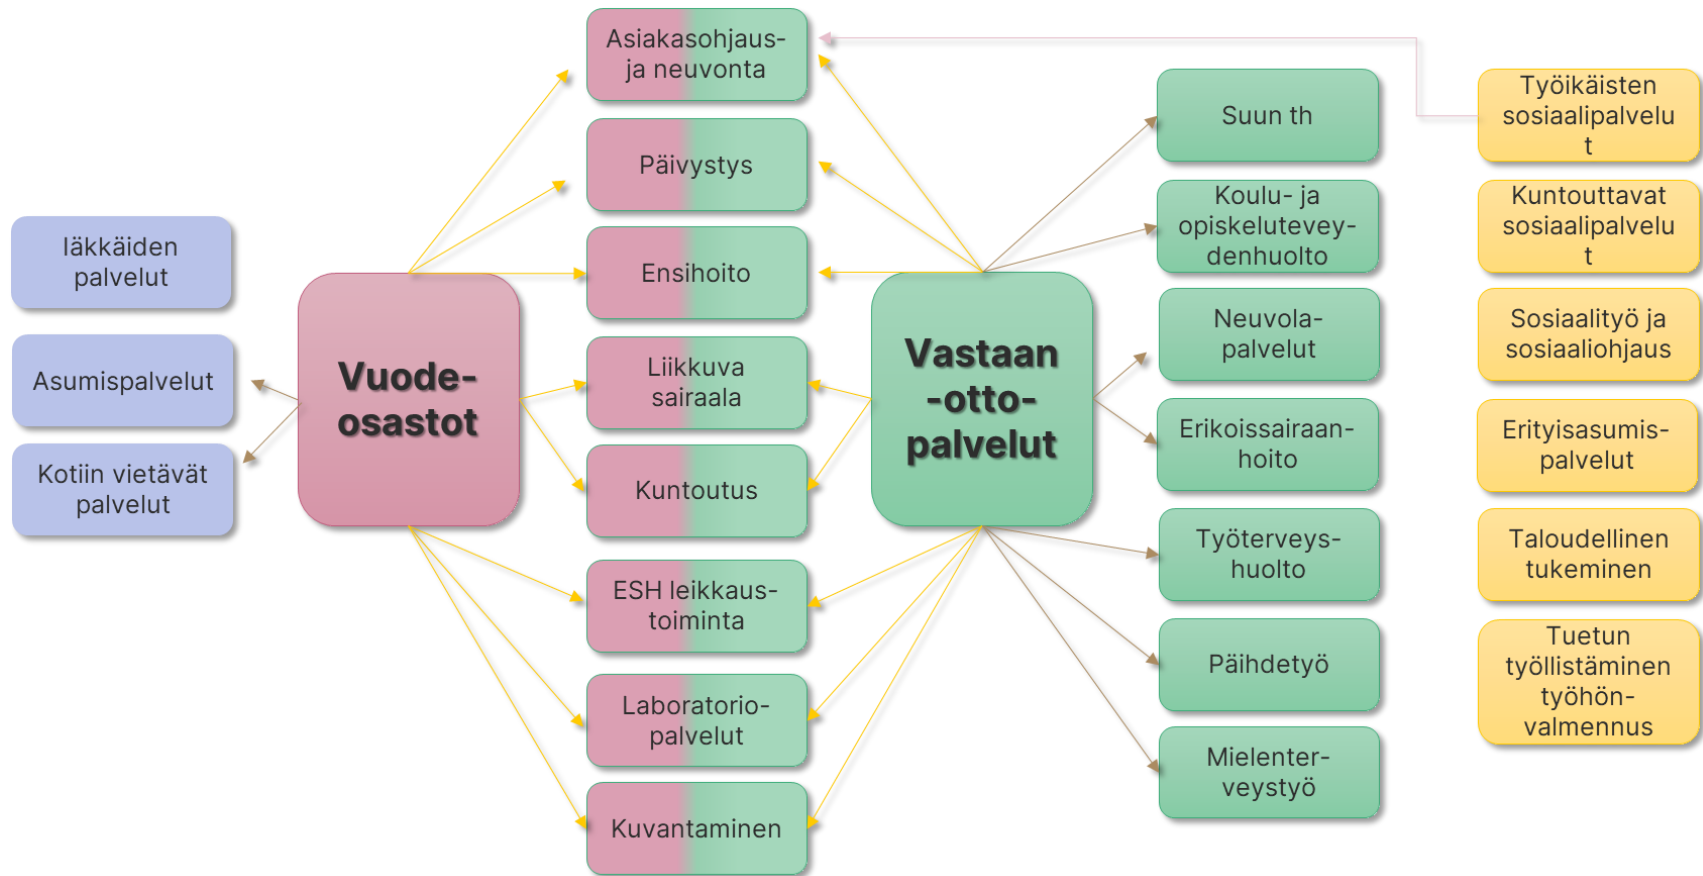 Iäkkäiden
palvelut
Asumispalvelut
Kotiin vietävät
palvelut
Vuode-
osastot
Asiakasohjaus-
ja neuvonta
Päivystys
Ensihoito
Liikkuva
sairaala
Kuntoutus
ESH leikkaus-
toiminta
Laboratorio-
palvelut
Kuvantaminen
Vastaan
-otto-
palvelut
Suun th
Koulu- ja
opiskelutevey-
denhuolto
Neuvola-
palvelut
Erikoissairaan-
hoito
Työterveys-
huolto
Päihdetyö
Mielenter-
veystyö
Työikäisten
sosiaalipalvelu
t
Kuntouttavat
sosiaalipalvelu
t
Sosiaalityö ja
sosiaaliohjaus
Erityisasumis-
palvelut
Taloudellinen
tukeminen
Tuetun
työllistäminen
työhön-
valmennus